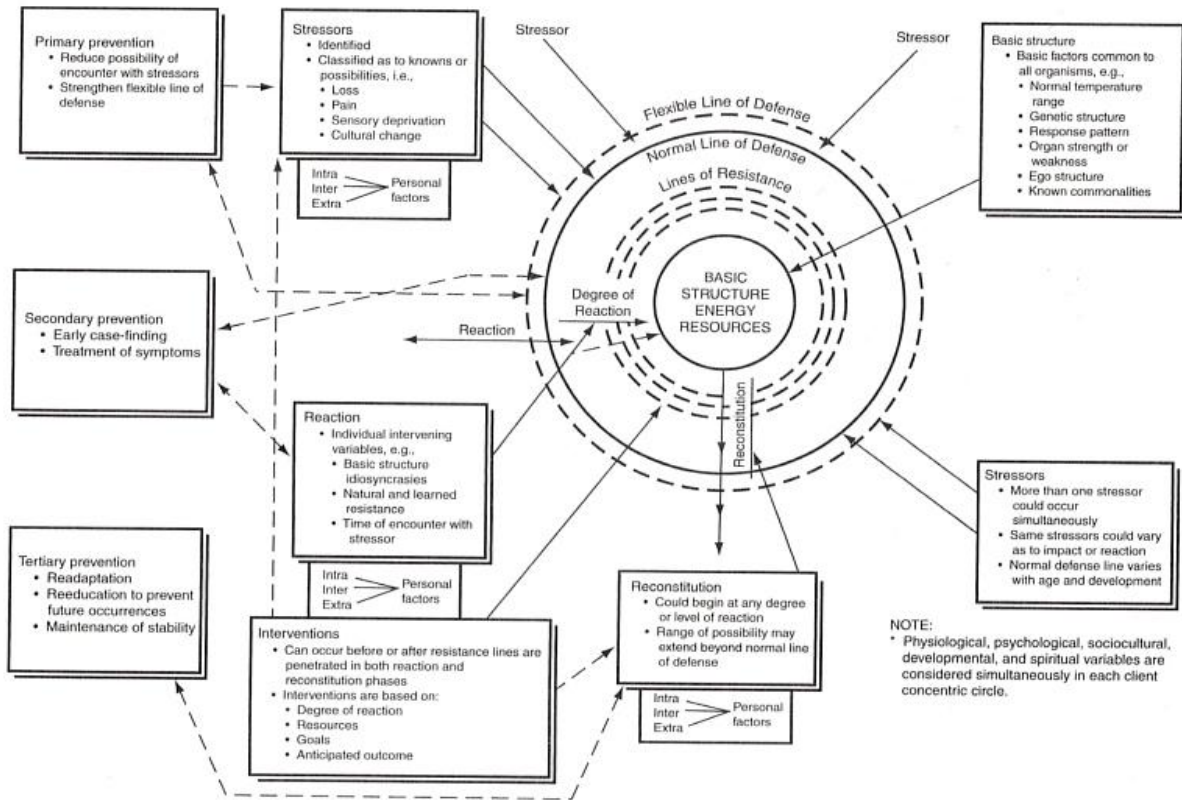 Primary prevention
• Reduce possibility of
encounter with stressors
• Strengthen flexible line of
defense
Stressors
• Identified
• Classified as to knowns or
possibilities, i.e.,
• Loss
• Pain
• Sensory deprivation
• Cultural change
Intra
Inter
Extra
Personal
factors
Stressor
Stressor
Basic structure
• Basic factors common to
all organisms, e.g.,
• Normal temperature
range
• Genetic structure
• Response pattern
• Organ strength or
weakness
• Ego structure
• Known commonalities
Flexible Line of Defense
Normal Line of Defense
Lines of Resistance
BASIC
STRUCTURE
ENERGY
RESOURCES
Degree of
Reaction
Reaction
Reconstitution
Secondary prevention
• Early case-finding
• Treatment of symptoms
Reaction
• Individual intervening
variables, e.g.,
• Basic structure
idiosyncrasies
• Natural and learned
resistance
• Time of encounter with
stressor
Intra
Inter
Extra
Personal
factors
Stressors
• More than one stressor
could occur
simultaneously
• Same stressors could vary
as to impact or reaction
• Normal defense line varies
with age and development
Tertiary prevention
• Readaptation
• Reeducation to prevent
future occurrences
• Maintenance of stability
Interventions
• Can occur before or after resistance lines are
penetrated in both reaction and
reconstitution phases
• Interventions are based on:
• Degree of reaction
• Resources
• Goals
• Anticipated outcome
Reconstitution
• Could begin at any degree
or level of reaction
• Range of possibility may
extend beyond normal line
of defense
Intra
Inter
Extra
Personal
factors
NOTE:
* Physiological, psychological, sociocultural,
developmental, and spiritual variables are
considered simultaneously in each client
concentric circle.